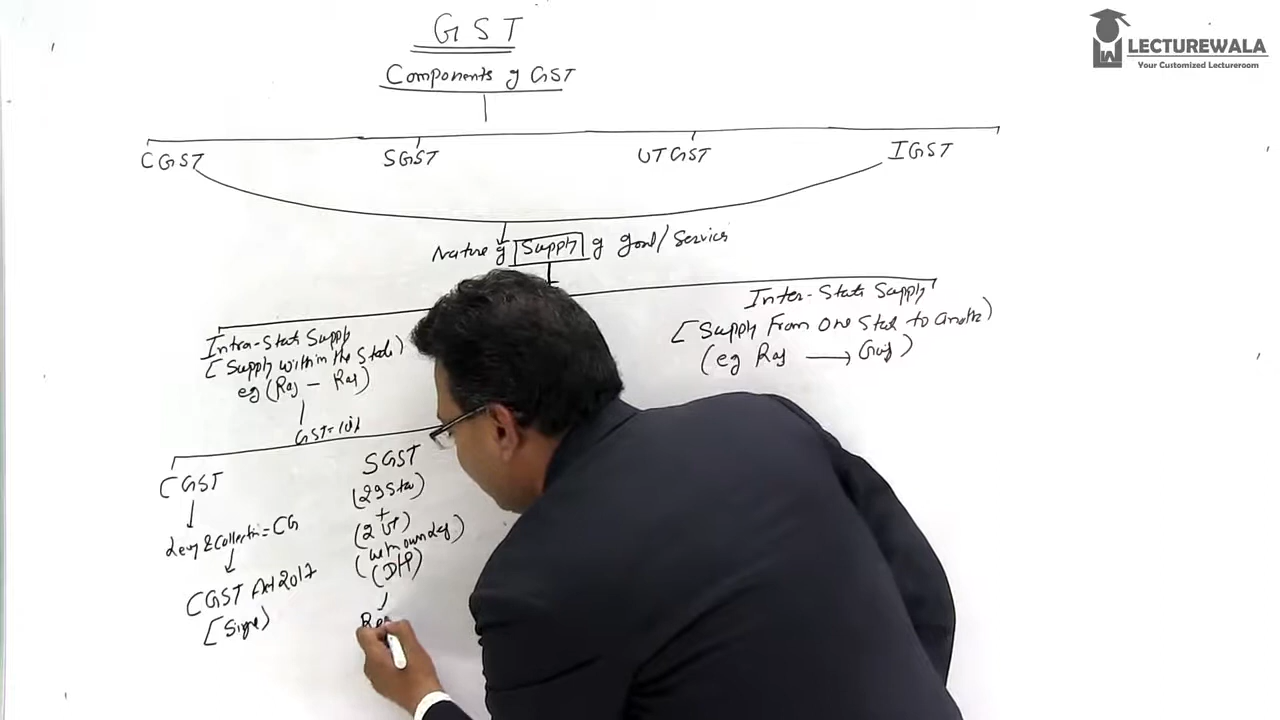 GST
LECTUREWALA
Your Customized Lectureroom
Components of GST
CGST SGST UTGST IGST
Nature of Supply of good/Services
Intra-State Supply
[Supply within the State)
eg (Raj - Raj)
GST=18%
Inter-State Supply
[Supply From One State to another)
(eg Raj → Guj)
CGST
Levy & Collection = CG
CGST Act 2017
[Single)
SGST
(29 State)
+
(2 UT)
(with own leg)
(D/P)